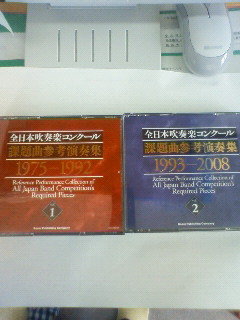 全日本吹奏楽コンクール
課題曲参考演奏集
Reference Performance Collection of
All Japan Band Competition's
Required Pieces
1
全日本吹奏楽コンクール
課題曲参考演奏集
1993-2008
Reference Performance Collection of
All Japan Band Competition's
Required Pieces
2